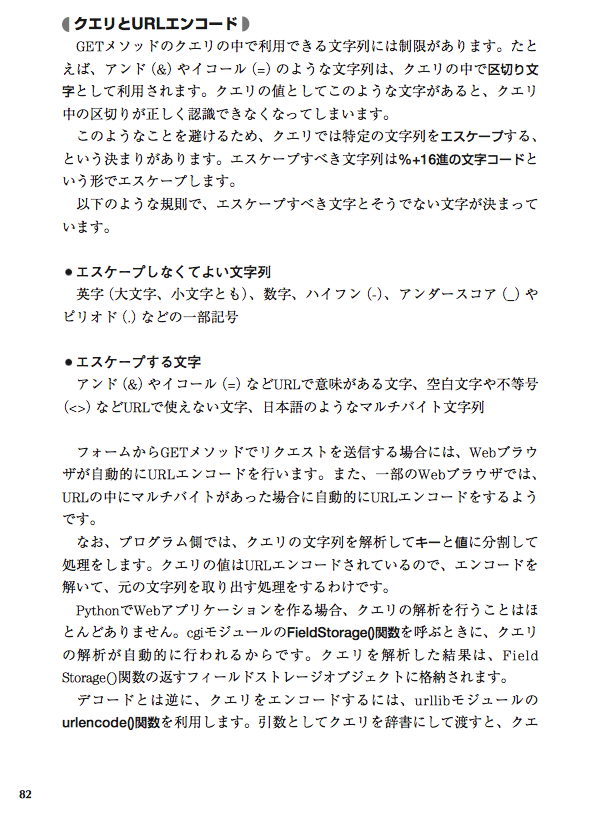 クエリとURLエンコード
GETメソッドのクエリの中で利用できる文字列には制限があります。たと
えば、アンド (&) やイコール (=) のような文字列は、クエリの中で区切り文
字として利用されます。クエリの値としてこのような文字があると、クエリ
中の区切りが正しく認識できなくなってしまいます。
このようなことを避けるため、クエリでは特定の文字列をエスケープする、
という決まりがあります。エスケープすべき文字列は%+16進の文字コードと
いう形でエスケープします。
以下のような規則で、エスケープすべき文字とそうでない文字が決まって
います。
●エスケープしなくてよい文字列
英字 (大文字、小文字とも)、数字、ハイフン (-)、アンダースコア (_) や
ピリオド (.) などの一部記号
●エスケープする文字
アンド (&) やイコール (=) などURLで意味がある文字、空白文字や不等号
(<>) などURLで使えない文字、日本語のようなマルチバイト文字列
フォームからGETメソッドでリクエストを送信する場合には、Webブラウ
ザが自動的にURLエンコードを行います。また、一部のWebブラウザでは、
URLの中にマルチバイトがあった場合に自動的にURLエンコードをするよう
です。
なお、プログラム側では、クエリの文字列を解析してキーと値に分割して
処理をします。クエリの値はURLエンコードされているので、エンコードを
解いて、元の文字列を取り出す処理をするわけです。
PythonでWebアプリケーションを作る場合、クエリの解析を行うことはほ
とんどありません。cgiモジュールのFieldStorage()関数を呼ぶときに、クエリ
の解析が自動的に行われるからです。クエリを解析した結果は、Field
Storage()関数の返すフィールドストレージオブジェクトに格納されます。
デコードとは逆に、クエリをエンコードするには、urllibモジュールの
urlencode()関数を利用します。引数としてクエリを辞書にして渡すと、クエ
82